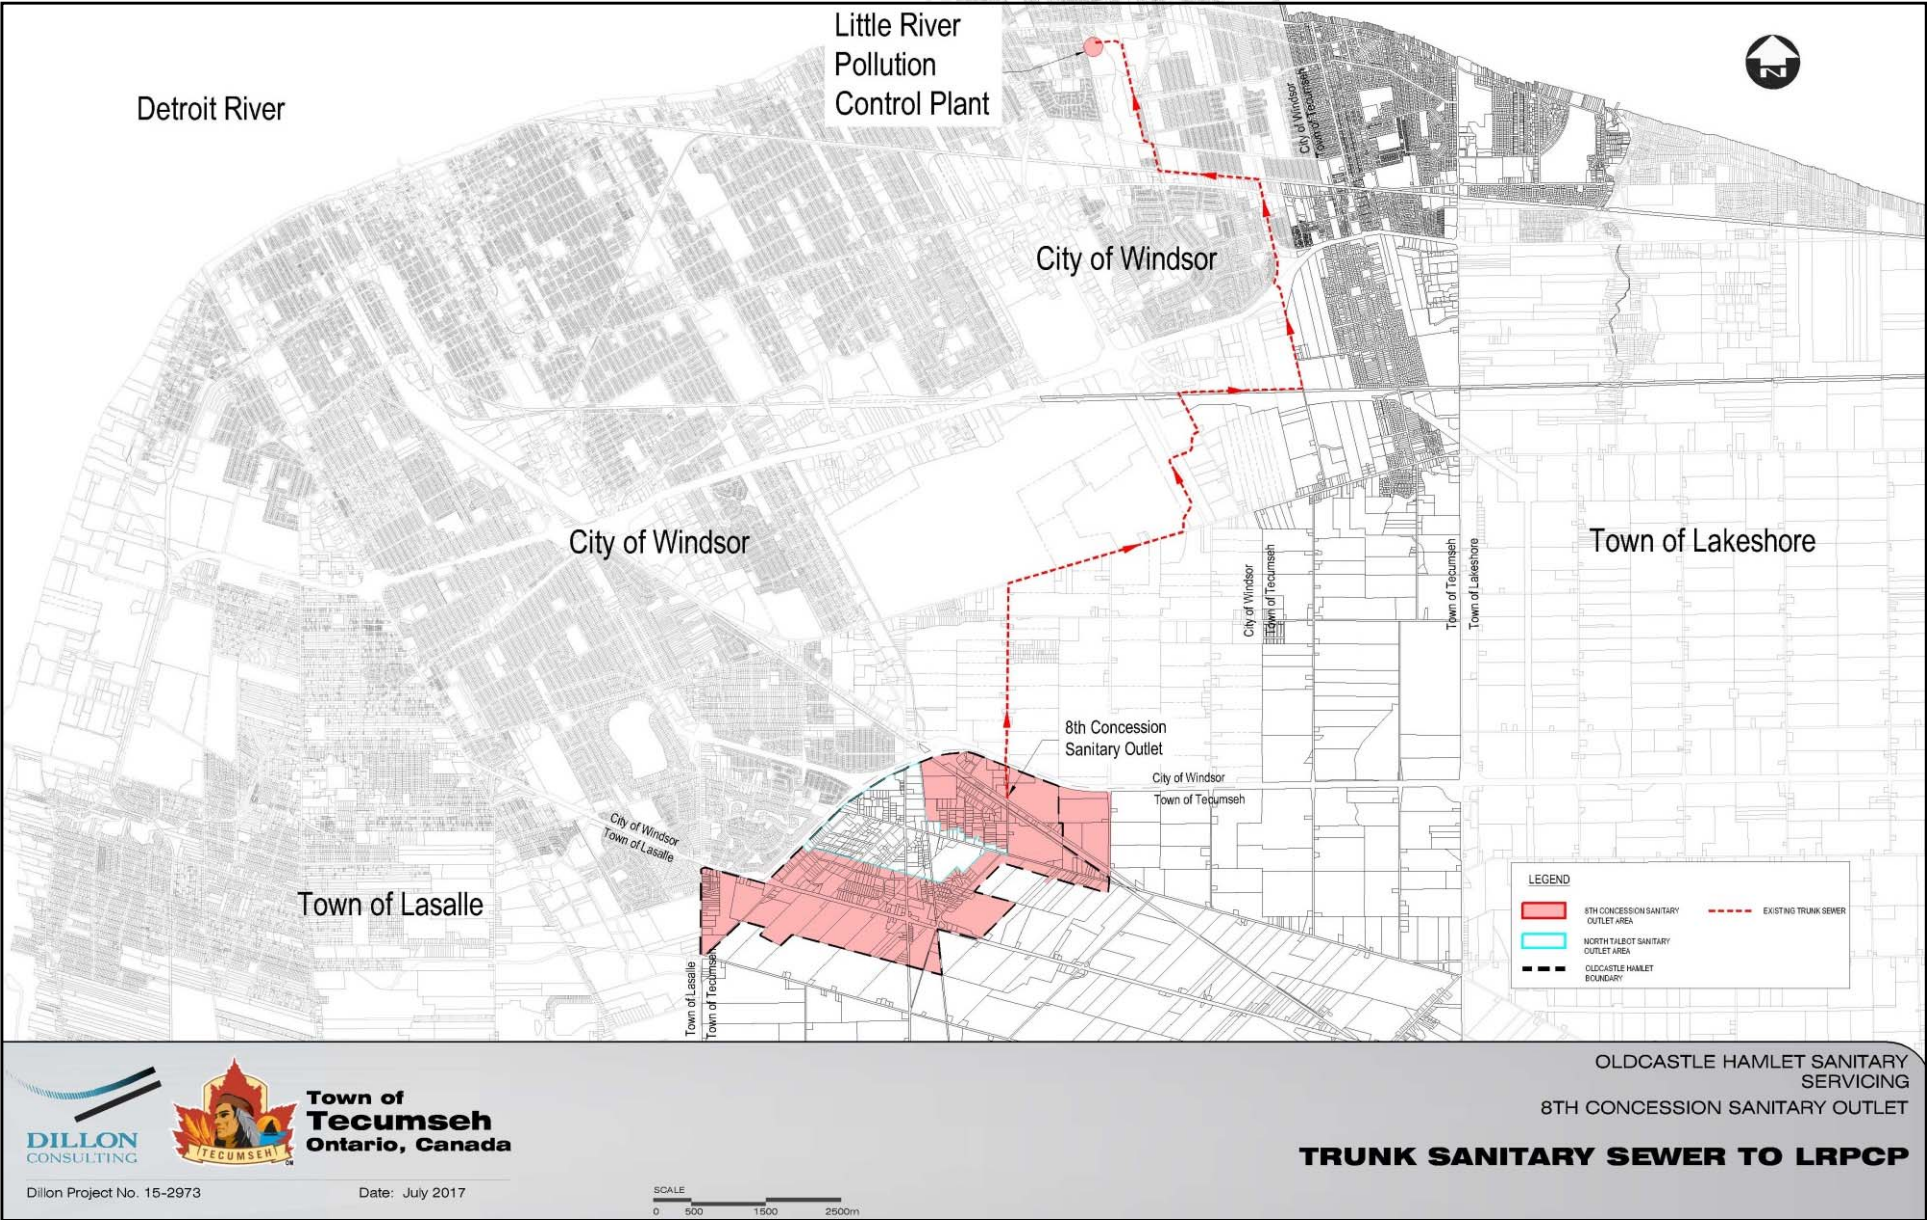 Little River
Pollution
Control Plant
Detroit River
City of Windsor
Town of Tecumseh
City of Windsor
City of Windsor
Town of Lakeshore
City of Windsor
Town of Tecumseh
Town of Tecumseh
Town of Lakeshore
8th Concession
Sanitary Outlet
City of Windsor
Town of Tecumseh
City of Windsor
Town of Lasalle
Town of Lasalle
Town of Lasalle
Town of Tecumseh
LEGEND
8TH CONCESSION SANITARY
OUTLET AREA
EXISTING TRUNK SEWER
NORTH TALBOT SANITARY
OUTLET AREA
OLDCASTLE HAMLET
BOUNDARY
N
DILLON
CONSULTING
TECUMSEH
Town of
Tecumseh
Ontario, Canada
Dillon Project No. 15-2973
Date: July 2017
SCALE
0 500 1500 2500m
OLDCASTLE HAMLET SANITARY
SERVICING
8TH CONCESSION SANITARY OUTLET
TRUNK SANITARY SEWER TO LRPCP